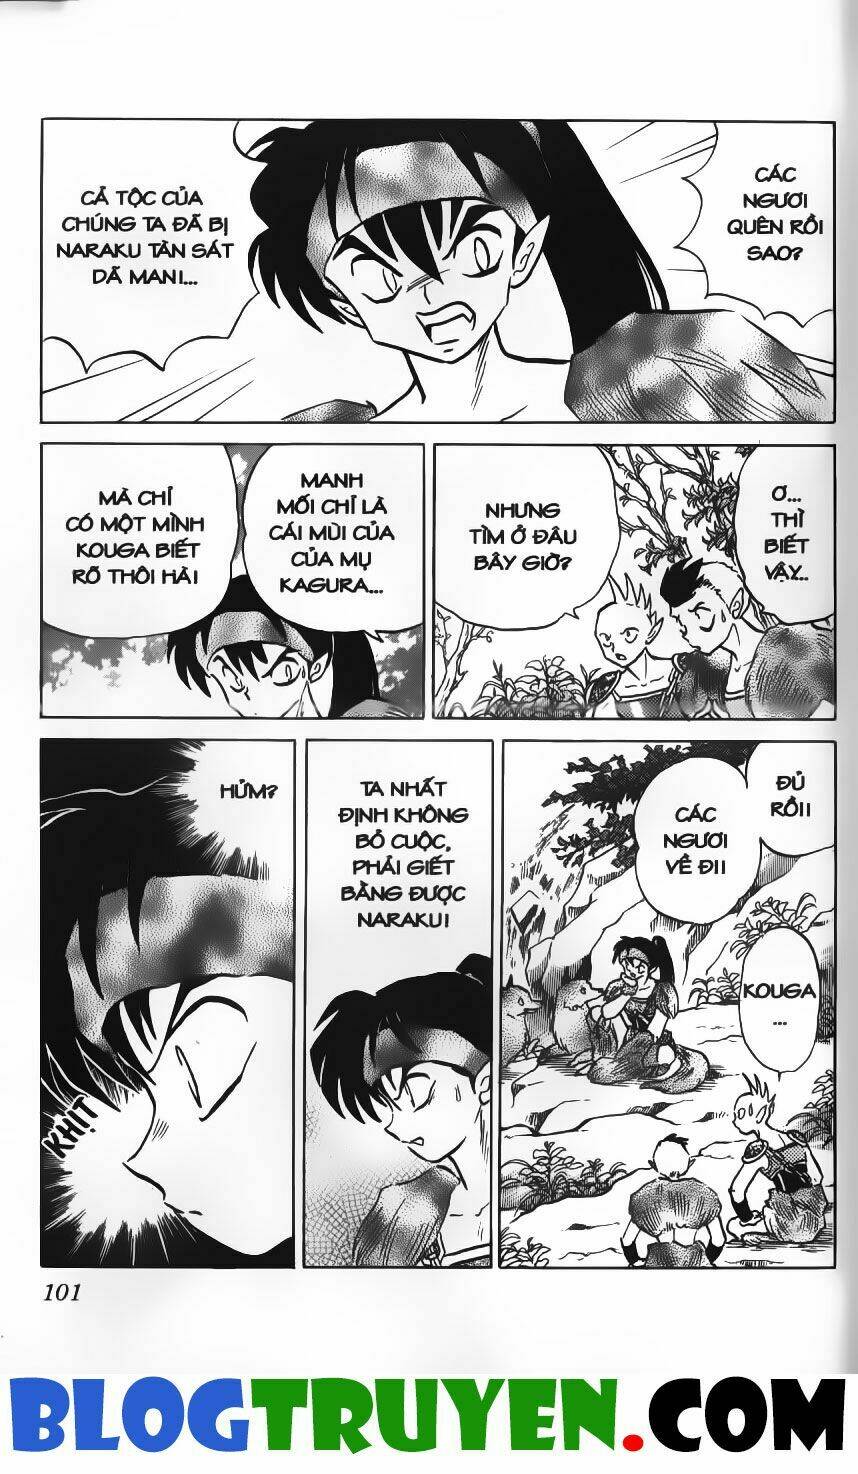 CÁC
NGƯƠI
QUÊN RỒI
SAO?
CẢ TỘC CỦA
CHÚNG TA ĐÃ BỊ
NARAKU TÀN SÁT
DÃ MAN!...
Ơ...
THÌ
BIẾT
VẬY...
NHƯNG
TÌM Ở ĐÂU
BÂY GIỜ?
MANH
MỐI CHỈ LÀ
CÁI MÙI CỦA
CỦA MỤ
KAGURA...
MÀ CHỈ
CÓ MỘT MÌNH
KOUGA BIẾT
RÕ THÔI HÀ!
ĐỦ
RỒI!
CÁC
NGƯƠI
VỀ ĐI!
KOUGA
...
TA NHẤT
ĐỊNH KHÔNG
BỎ CUỘC,
PHẢI GIẾT
BẰNG ĐƯỢC
NARAKU!
HỬM?
KHỊT
101
BLOGTRUYEN.COM